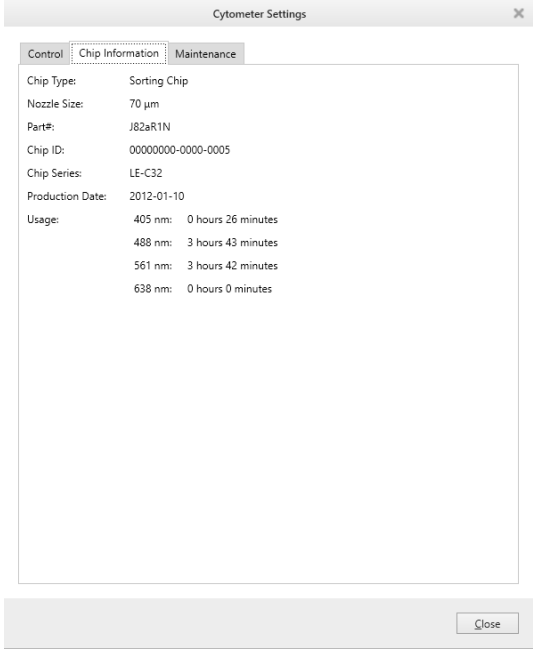 Cytometer Settings
Control Chip Information Maintenance
Chip Type: Sorting Chip
Nozzle Size: 70 µm
Part#: J82aR1N
Chip ID: 00000000-0000-0005
Chip Series: LE-C32
Production Date: 2012-01-10
Usage: 405 nm: 0 hours 26 minutes
488 nm: 3 hours 43 minutes
561 nm: 3 hours 42 minutes
638 nm: 0 hours 0 minutes
Close